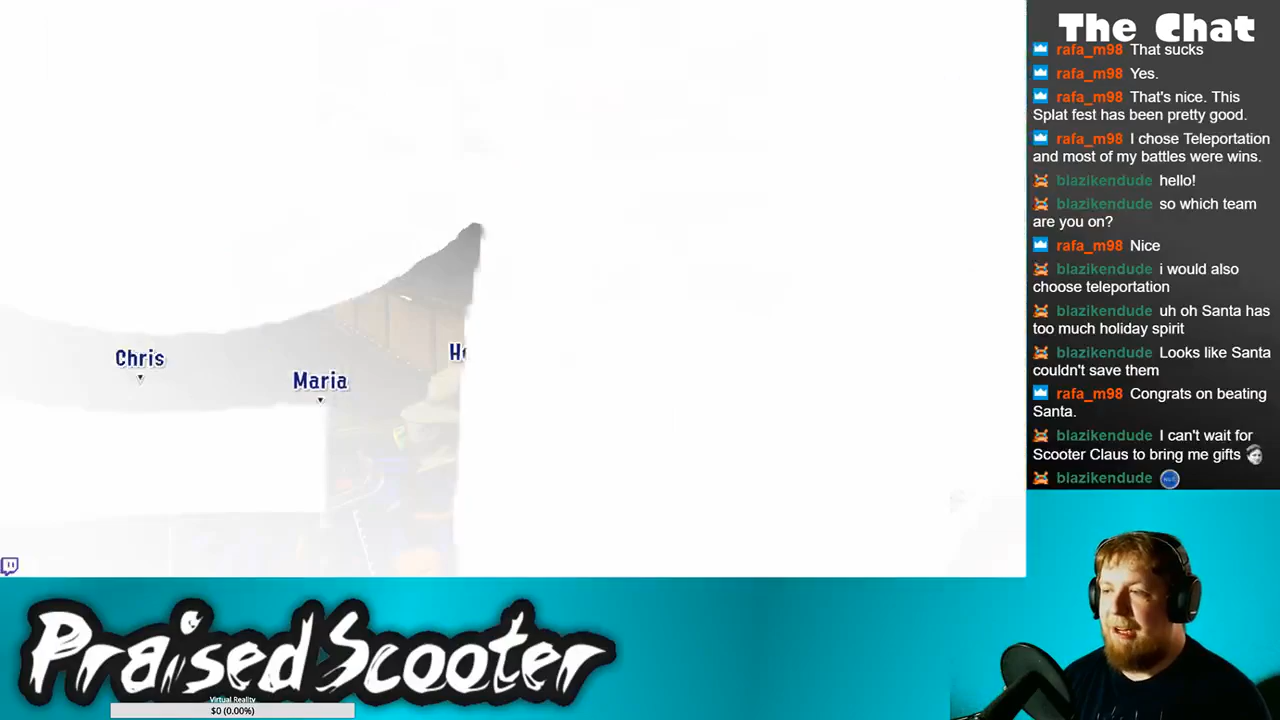 The Chat
rafa_m98 That sucks
rafa_m98 Yes.
rafa_m98 That's nice. This
Splat fest has been pretty good.
rafa_m98 I chose Teleportation
and most of my battles were wins.
blazikendude hello!
blazikendude so which team
are you on?
rafa_m98 Nice
blazikendude i would also
choose teleportation
blazikendude uh oh Santa has
too much holiday spirit
blazikendude Looks like Santa
couldn't save them
rafa_m98 Congrats on beating
Santa.
blazikendude I can't wait for
Scooter Claus to bring me gifts
blazikendude
Chris
Maria
PraisedScooter
Virtual Reality
$0 (0.00%)